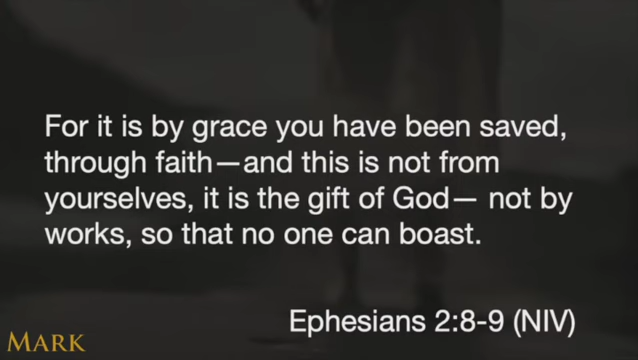 For it is by grace you have been saved,
through faith—and this is not from
yourselves, it is the gift of God— not by
works, so that no one can boast.
Ephesians 2:8-9 (NIV)
MARK